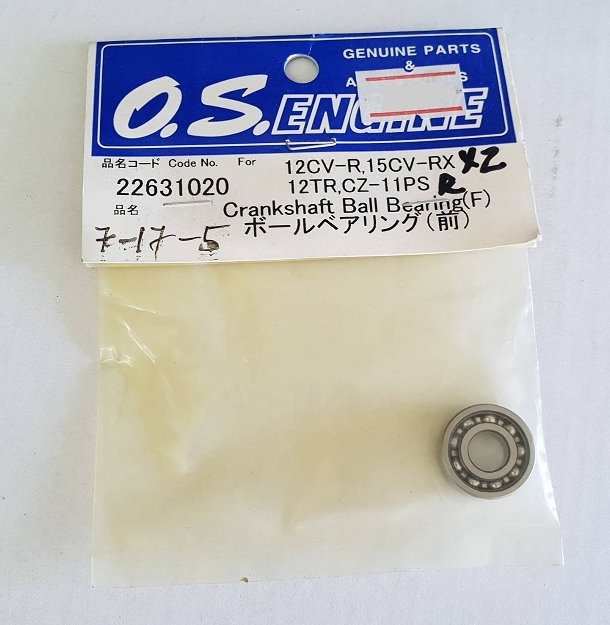 GENUINE PARTS
&
O.S.ENGINE
品名コード Code No. For 12CV-R,15CV-RX XZ
22631020 12TR,CZ-11PS R
品名 Crankshaft Ball Bearing(F)
7-17-5 ボールベアリング(前)